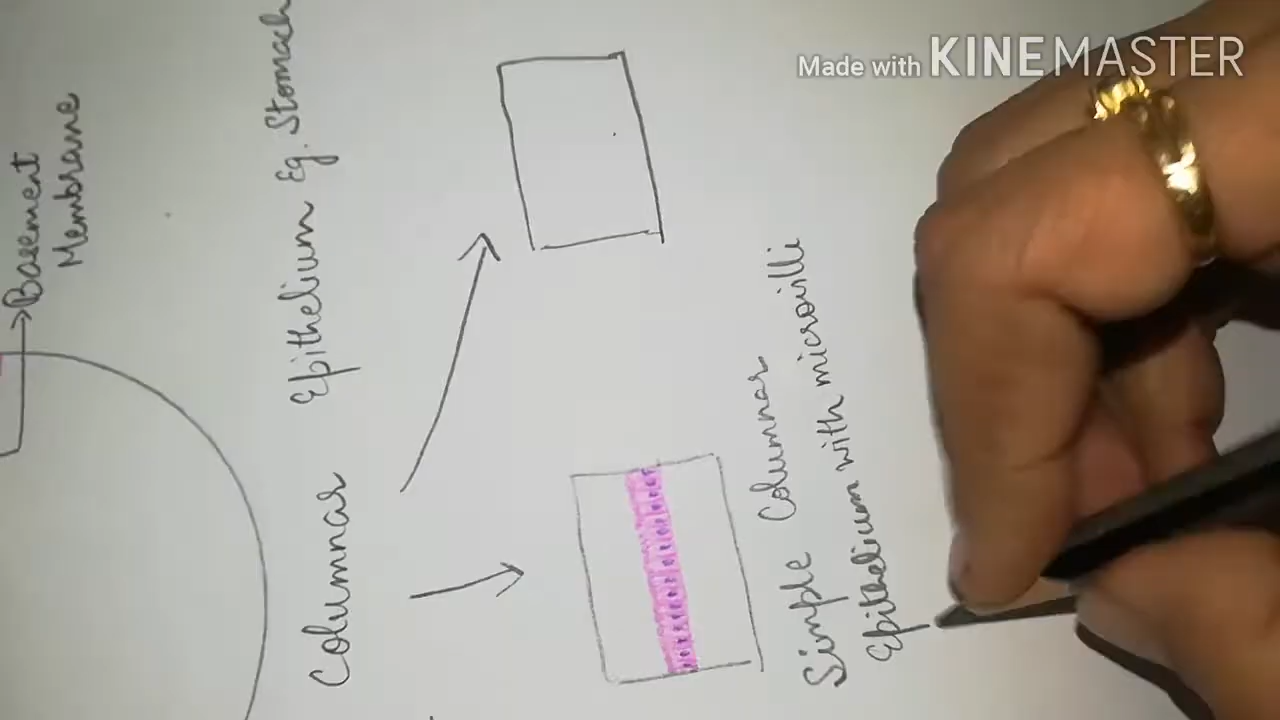 Made with KINEMASTER
Basement
Membrane
Columnar Epithelium Eg. Stomach
Simple Columnar
Epithelium with microvilli